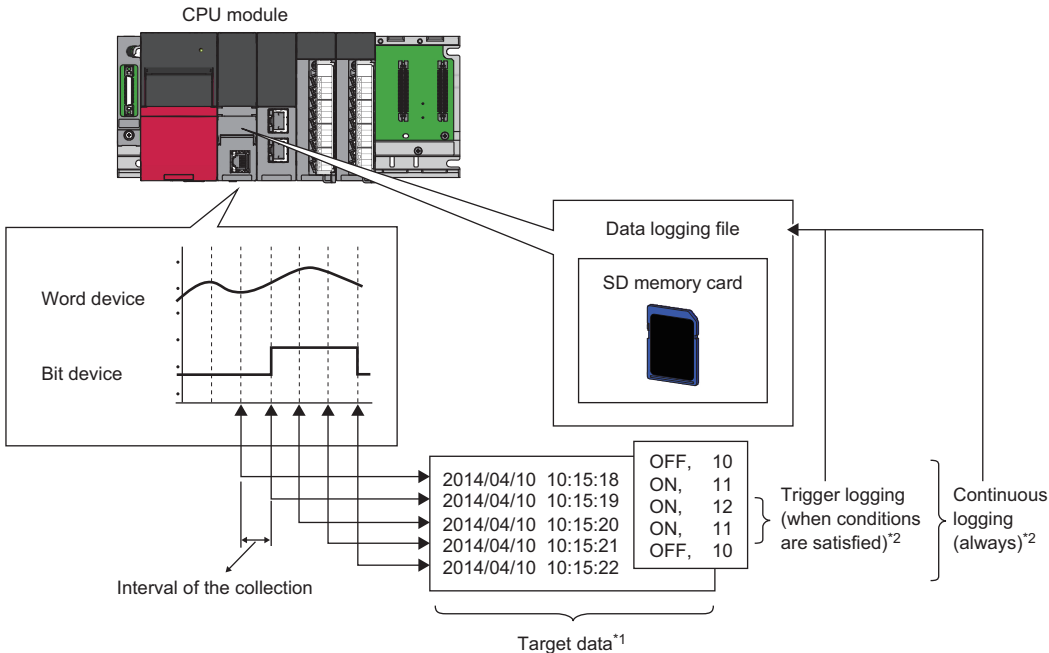 CPU module
Data logging file
SD memory card
Word device
Bit device
2014/04/10 10:15:18
2014/04/10 10:15:19
2014/04/10 10:15:20
2014/04/10 10:15:21
2014/04/10 10:15:22
OFF, 10
ON, 11
ON, 12
ON, 11
OFF, 10
Trigger logging
(when conditions
are satisfied)*2
Continuous
logging
(always)*2
Interval of the collection
Target data*1